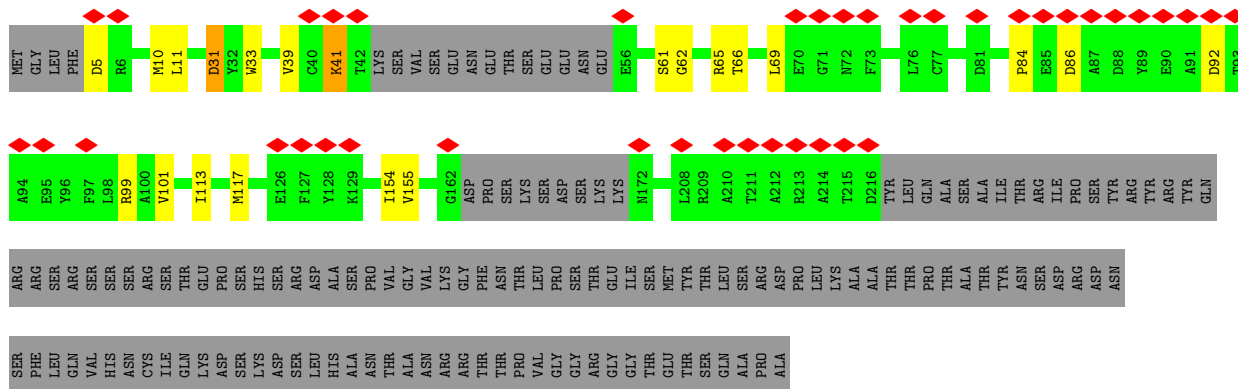 MET GLY LEU PHE D5 R6 M10 L11 D31 Y32 W33 V39 C40 K41 T42 LYS SER VAL SER GLU ASN GLU THR SER GLU GLU ASN GLU E56 S61 G62 R65 T66 L69 E70 G71 N72 F73 L76 C77 D81 P84 E85 D86 A87 D88 Y89 E90 A91 D92 T93
A94 E95 Y96 F97 L98 R99 A100 V101 I113 M117 E126 F127 Y128 K129 I154 V155 G162 ASP PRO SER LYS SER ASP SER LYS LYS N172 L208 R209 A210 T211 A212 R213 A214 T215 D216 TYR LEU GLN ALA SER ALA ILE THR ARG ILE PRO SER TYR ARG TYR ARG TYR GLN
ARG ARG SER ARG SER SER ARG SER THR GLU PRO SER HIS SER ARG ASP ALA SER PRO VAL GLY VAL LYS GLY PHE ASN THR LEU PRO SER THR GLU ILE SER MET TYR THR LEU SER ARG ASP PRO LEU LYS ALA ALA THR THR PRO THR ALA THR TYR ASN SER ASP ARG ASP ASN
SER PHE LEU GLN VAL HIS ASN CYS ILE GLN LYS ASP SER LYS ASP SER LEU HIS ALA ASN THR ALA ASN ARG ARG THR THR PRO VAL GLY GLY ARG GLY GLY THR GLU THR SER GLN ALA PRO ALA